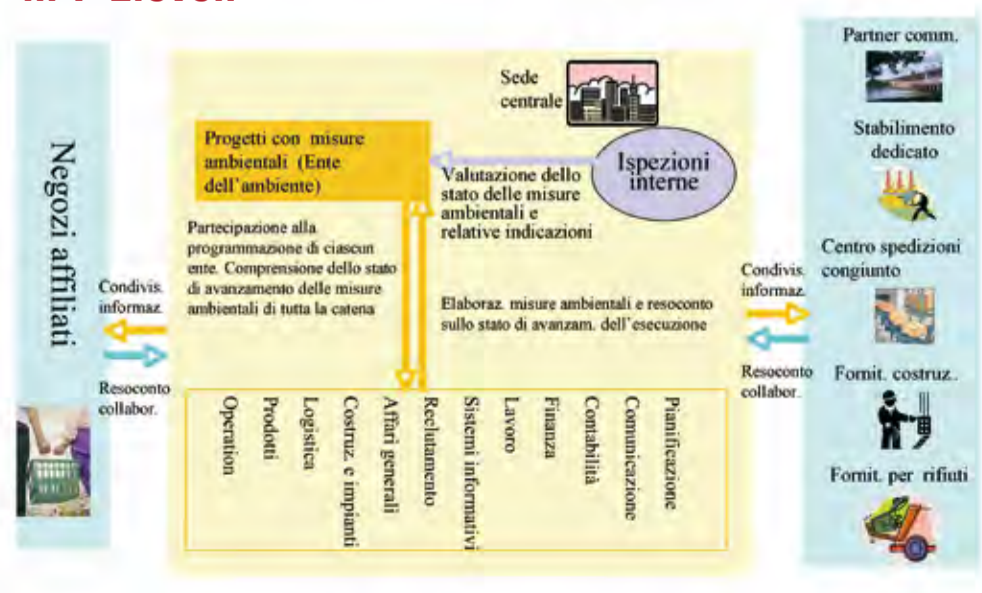 Partner comm.
Sede
centrale
Stabilimento
dedicato
Progetti con misure
ambientali (Ente
dell'ambiente)
Ispezioni
interne
Valutazione dello
stato delle misure
ambientali e
relative indicazioni
Negozi affiliati
Partecipazione alla
programmazione di ciascun
ente. Comprensione dello stato
di avanzamento delle misure
ambientali di tutta la catena
Condivis.
informaz.
Resoconto
collabor.
Elaboraz. misure ambientali e resoconto
sullo stato di avanzam. dell'esecuzione
Condivis.
informaz.
Resoconto
collabor.
Centro spedizioni
congiunto
Fornit. costruz..
Fornit. per rifiuti
Operation
Prodotti
Logistica
Costruz. e impianti
Affari generali
Reclutamento
Sistemi informativi
Lavoro
Finanza
Contabilità
Comunicazione
Pianificazione